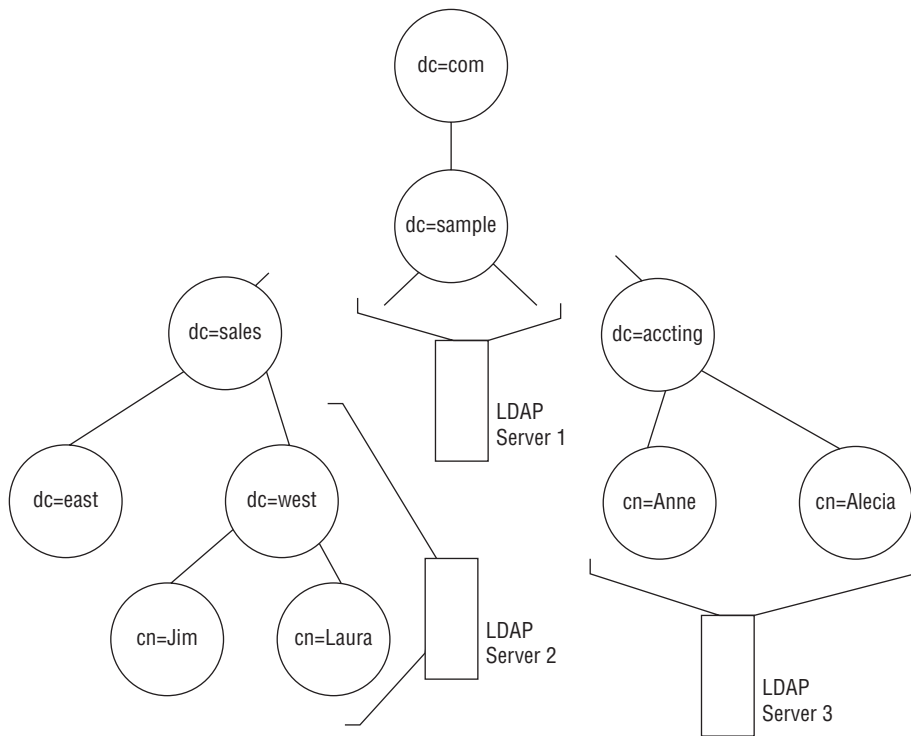 dc=com
dc=sample
dc=sales
dc=accting
LDAP
Server 1
dc=east
dc=west
cn=Anne
cn=Alecia
cn=Jim
cn=Laura
LDAP
Server 2
LDAP
Server 3